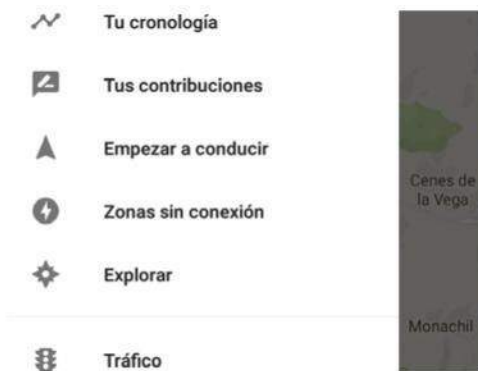 Tu cronología
Tus contribuciones
Empezar a conducir
Zonas sin conexión
Explorar
Tráfico
Cenes de
la Vega
Monachil